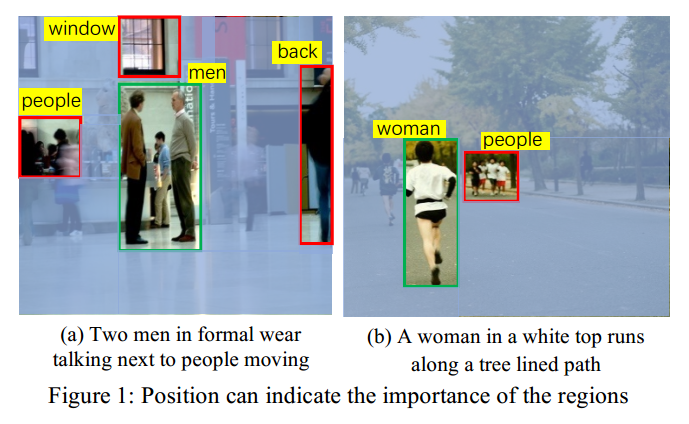 window
back
men
people
woman
people
(a) Two men in formal wear
talking next to people moving
(b) A woman in a white top runs
along a tree lined path
Figure 1: Position can indicate the importance of the regions